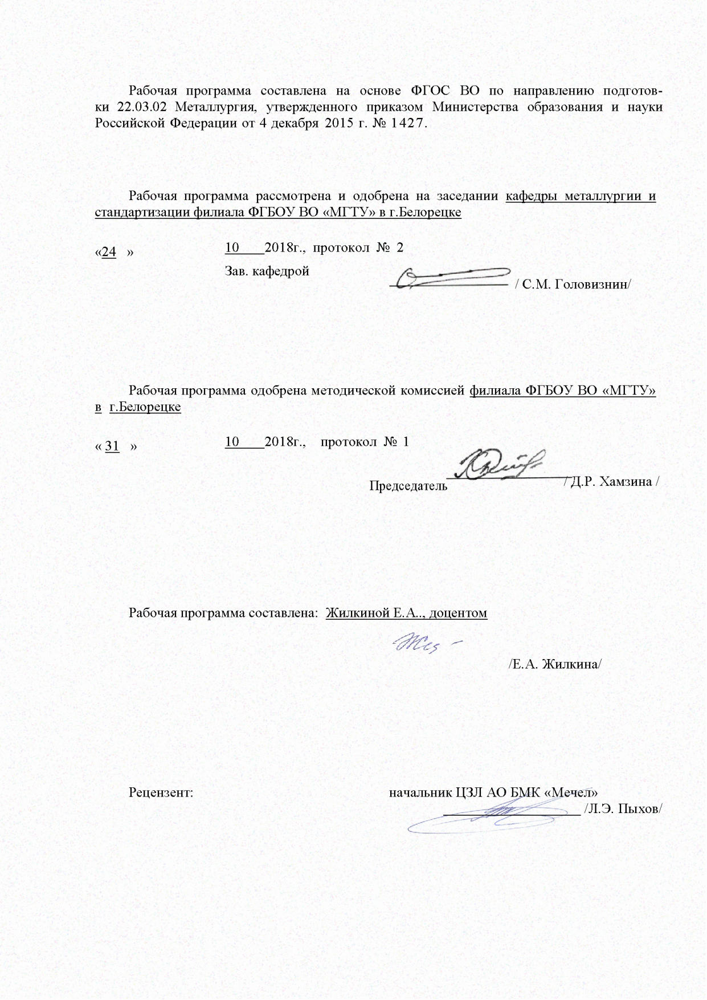 Рабочая программа составлена на основе ФГОС ВО по направлению подготов-
ки 22.03.02 Металлургия, утвержденного приказом Министерства образования и науки
Российской Федерации от 4 декабря 2015 г. № 1427.
Рабочая программа рассмотрена и одобрена на заседании кафедры металлургии и
стандартизации филиала ФГБОУ ВО «МГТУ» в г.Белорецке
«24 » 10 2018г., протокол № 2
Зав. кафедрой / С.М. Головизнин/
Рабочая программа одобрена методической комиссией филиала ФГБОУ ВО «МГТУ»
в г.Белорецке
« 31 » 10 2018г., протокол № 1
Председатель / Д.Р. Хамзина /
Рабочая программа составлена: Жилкиной Е.А.., доцентом
/Е.А. Жилкина/
Рецензент: начальник ЦЗЛ АО БМК «Мечел»
/Л.Э. Пыхов/